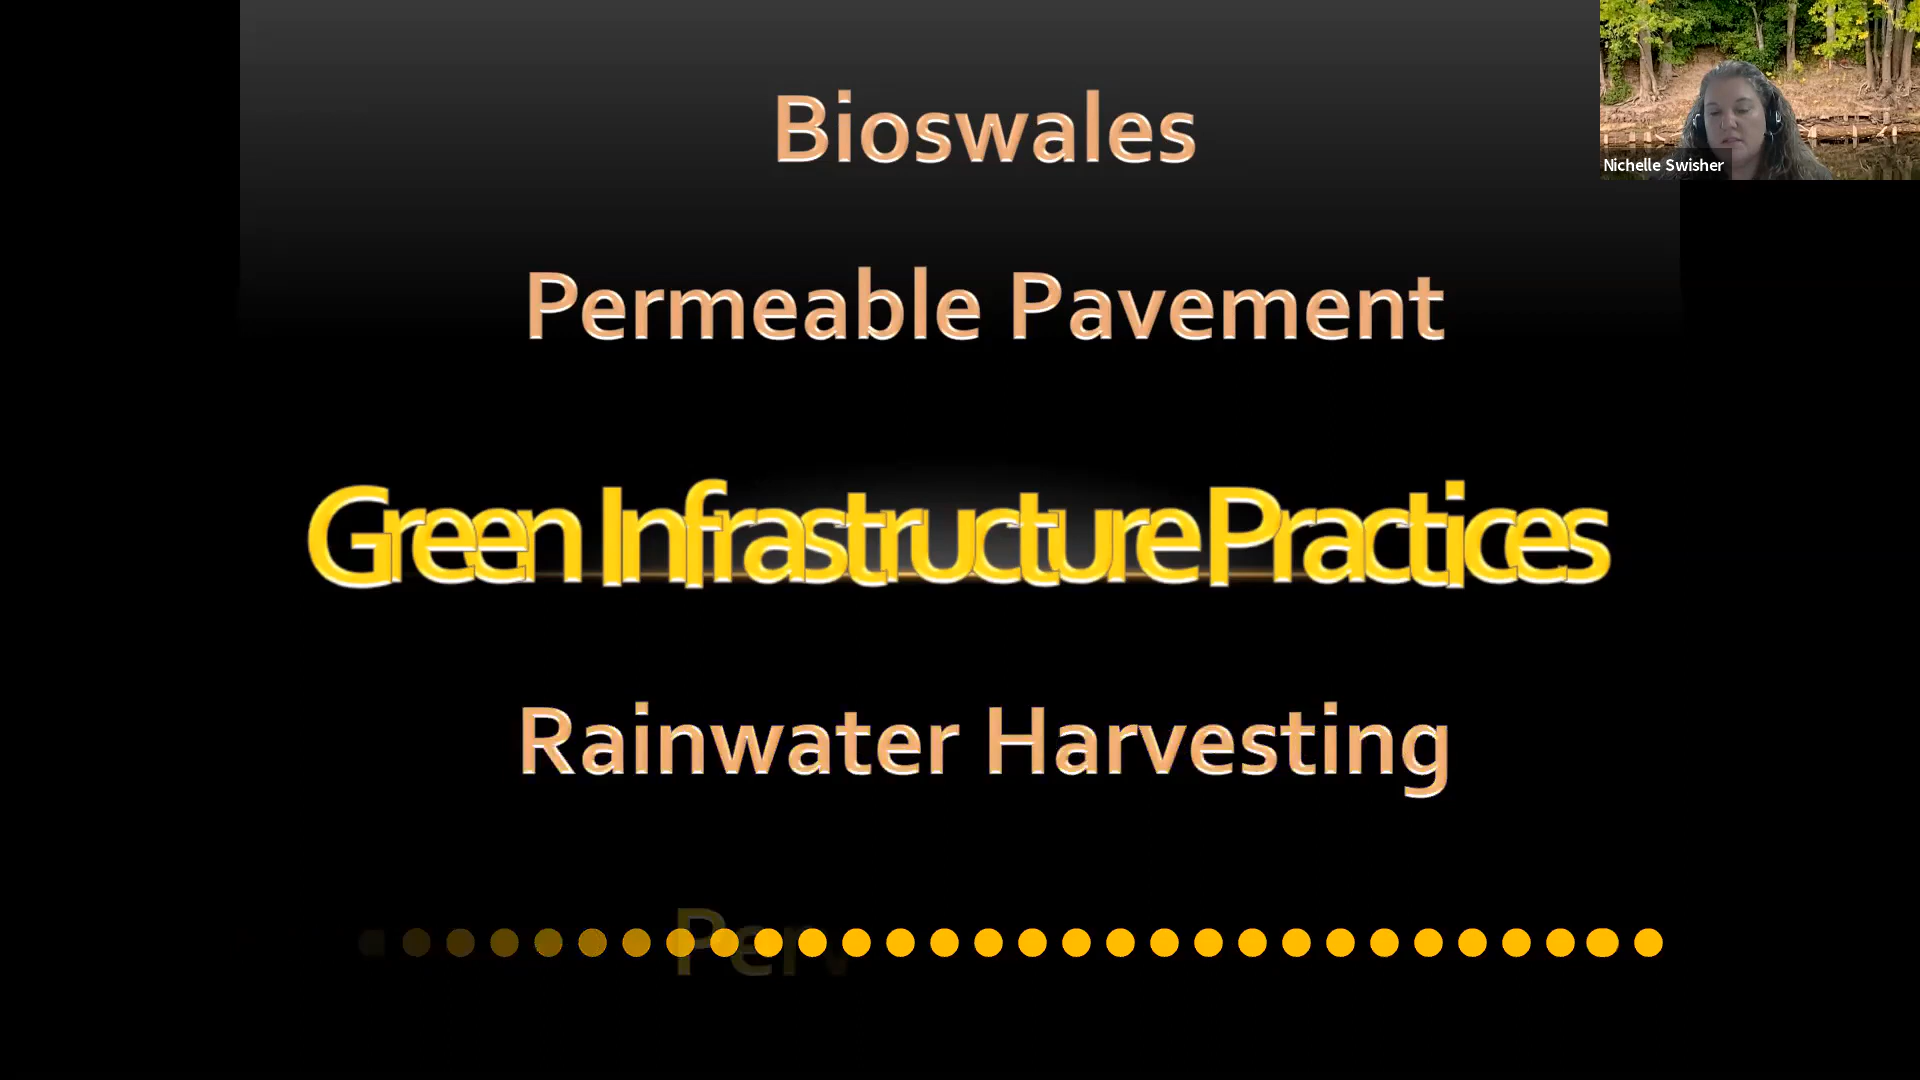 Bioswales
Nichelle Swisher
Permeable Pavement
Green Infrastructure Practices
Rainwater Harvesting